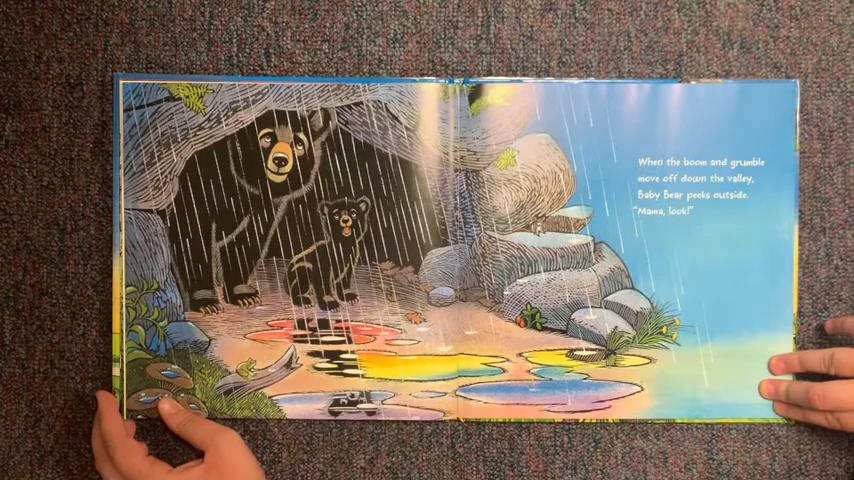 When the boom and grumble
move off down the valley,
Baby Bear peeks outside.
"Mama, look!"